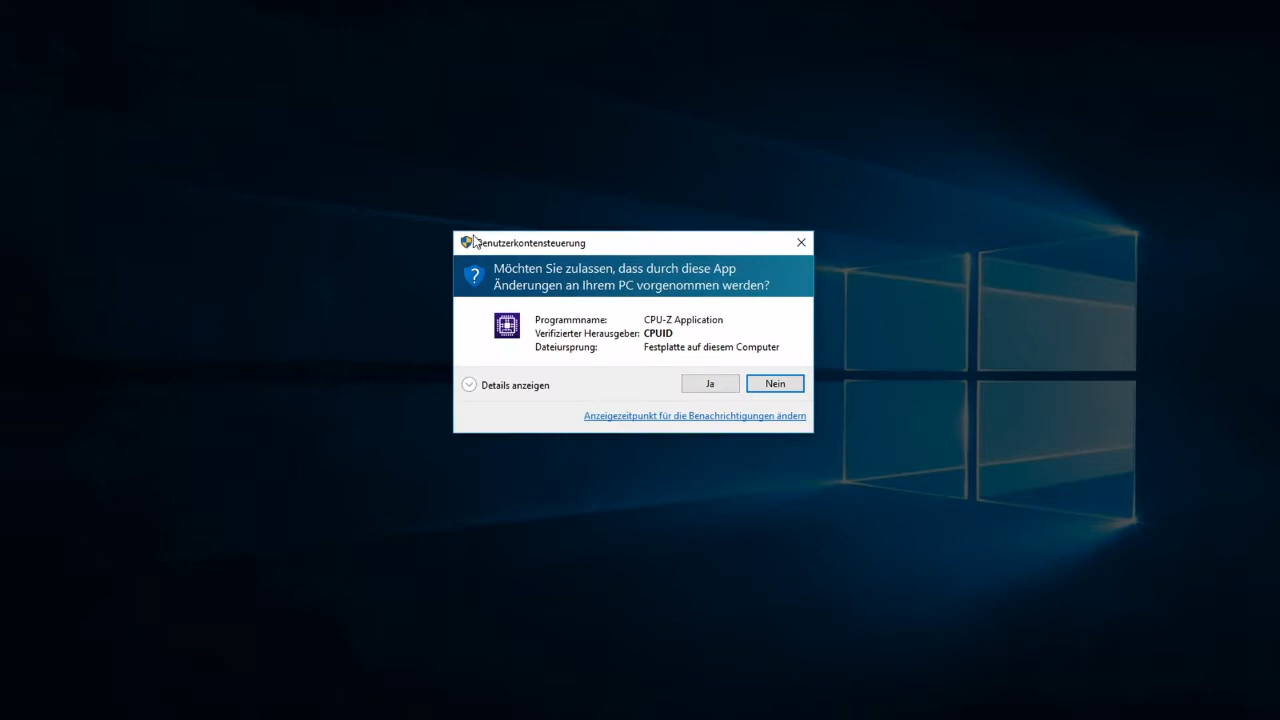 Benutzerkontensteuerung
Möchten Sie zulassen, dass durch diese App
Änderungen an Ihrem PC vorgenommen werden?
Programmname: CPU-Z Application
Verifizierter Herausgeber: CPUID
Dateiursprung: Festplatte auf diesem Computer
Details anzeigen
Ja
Nein
Anzeigezeitpunkt für die Benachrichtigungen ändern